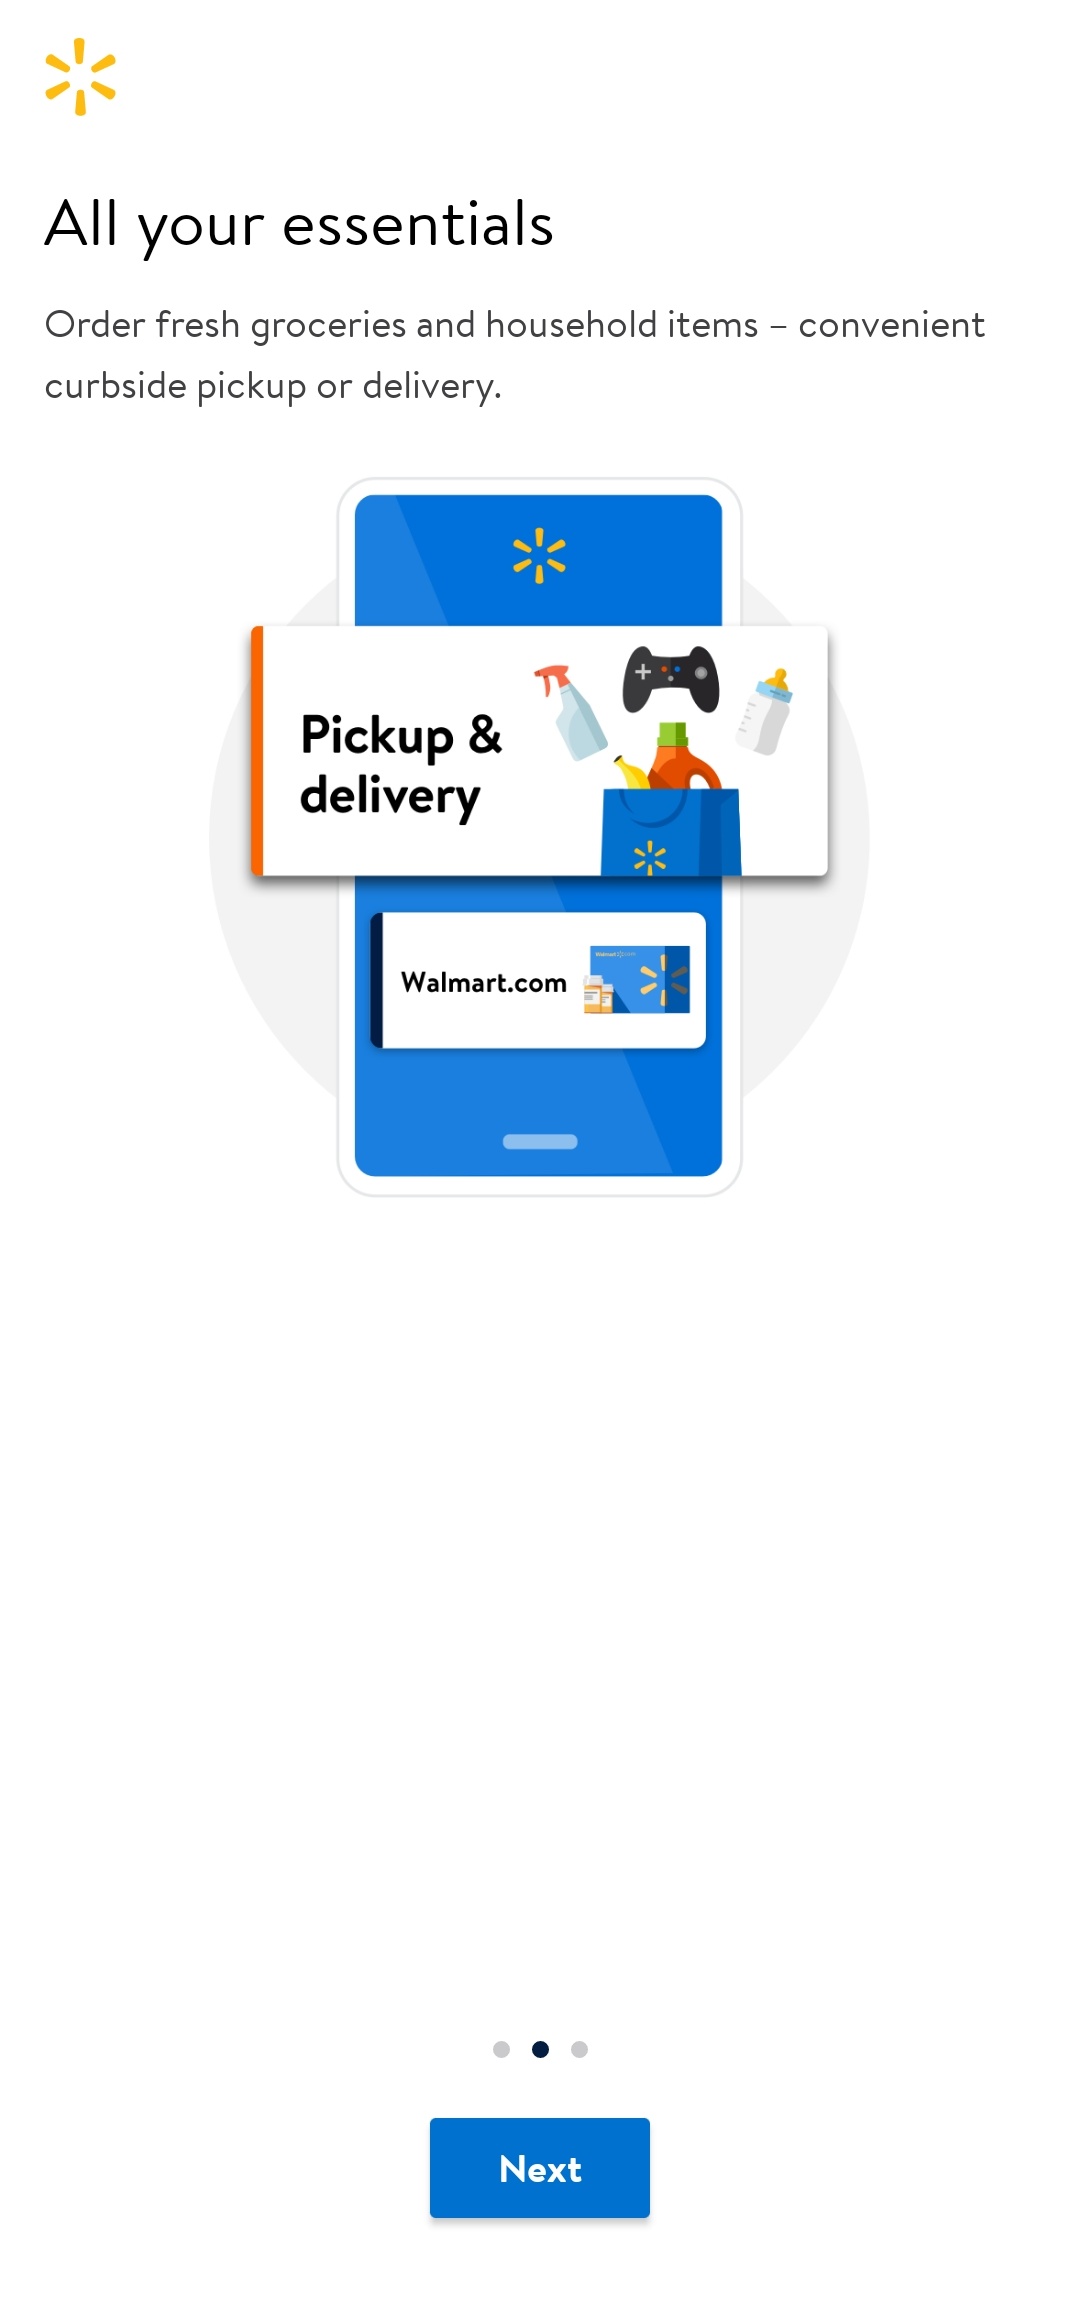 All your essentials
Order fresh groceries and household items – convenient
curbside pickup or delivery.
Pickup &
delivery
Walmart.com
Next